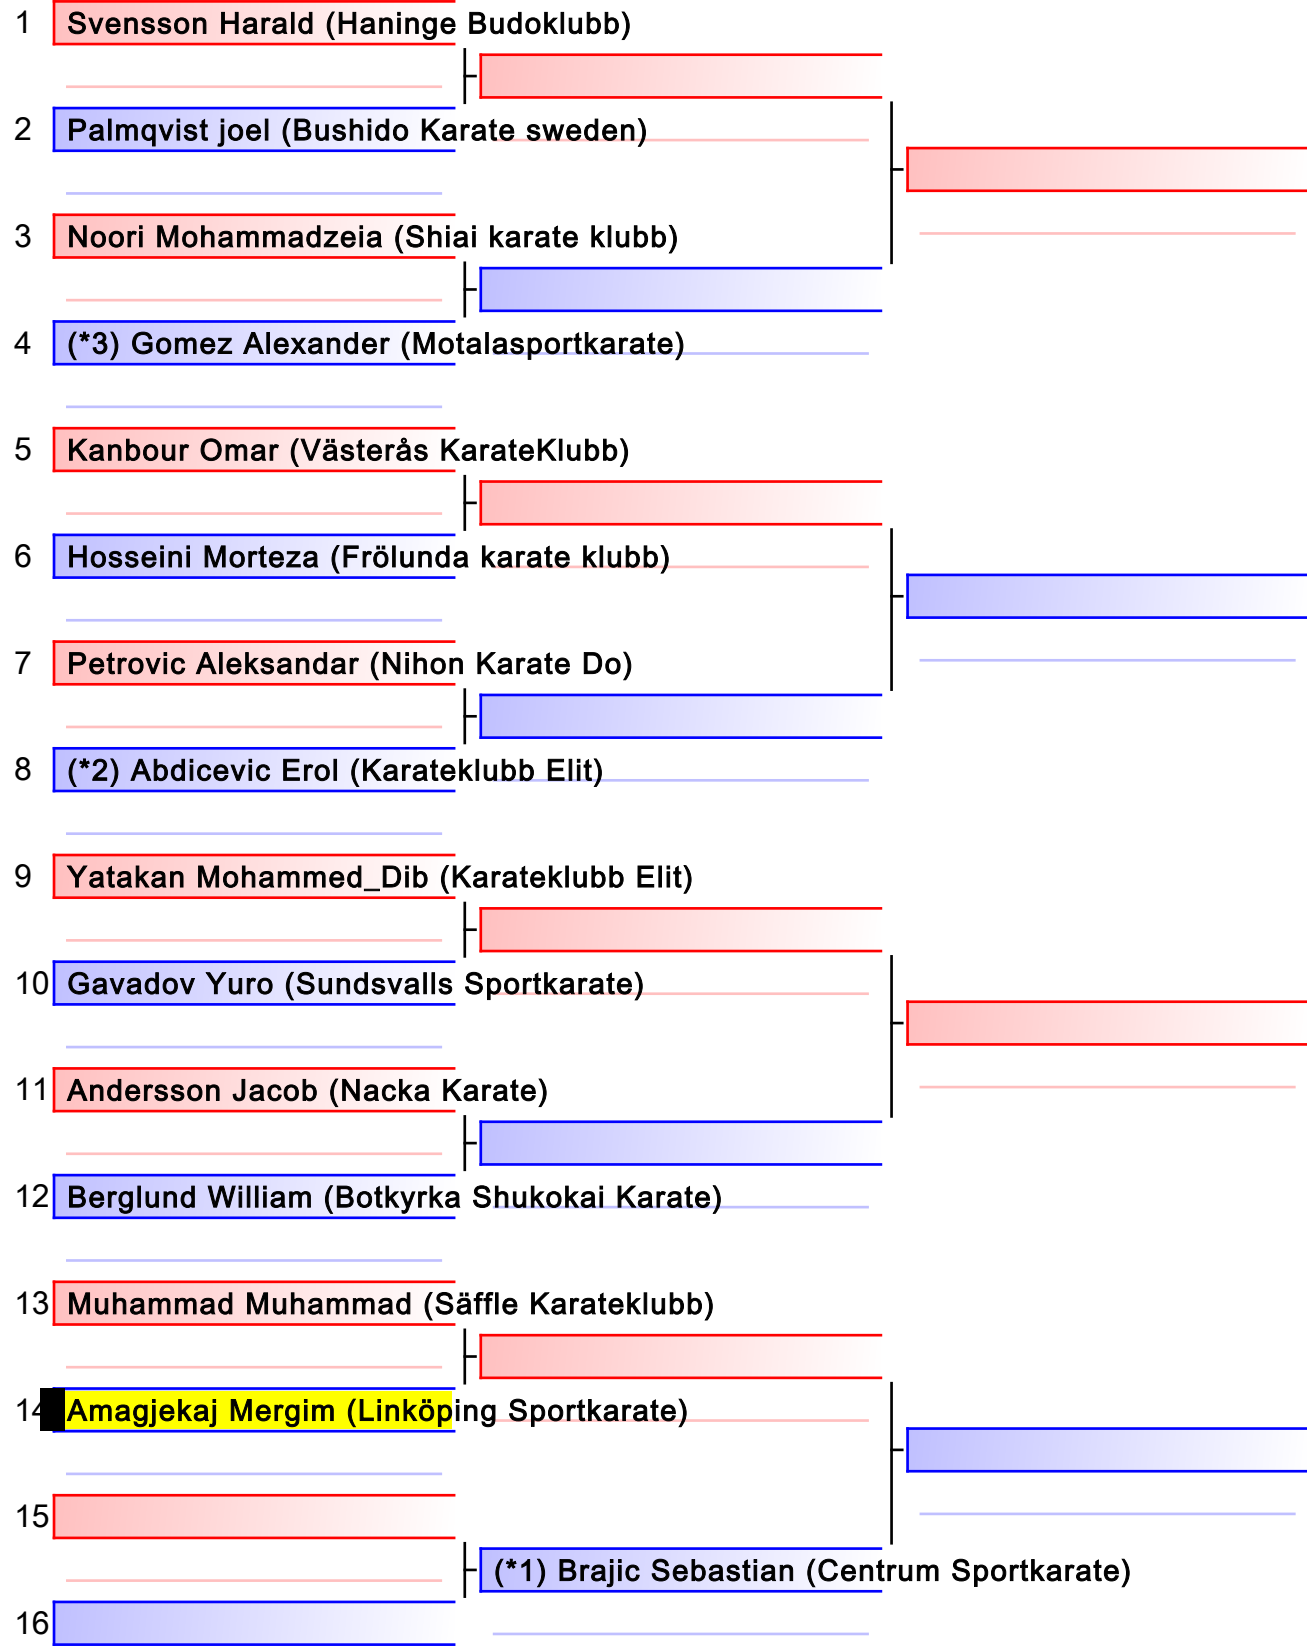 1 Svensson Harald (Haninge Budoklubb)
2 Palmqvist joel (Bushido Karate sweden)
3 Noori Mohammadzeia (Shiai karate klubb)
4 (*3) Gomez Alexander (Motalasportkarate)
5 Kanbour Omar (Västerås KarateKlubb)
6 Hosseini Morteza (Frölunda karate klubb)
7 Petrovic Aleksandar (Nihon Karate Do)
8 (*2) Abdicevic Erol (Karateklubb Elit)
9 Yatakan Mohammed_Dib (Karateklubb Elit)
10 Gavadov Yuro (Sundsvalls Sportkarate)
11 Andersson Jacob (Nacka Karate)
12 Berglund William (Botkyrka Shukokai Karate)
13 Muhammad Muhammad (Säffle Karateklubb)
14 Amagjekaj Mergim (Linköping Sportkarate)
15
(*1) Brajic Sebastian (Centrum Sportkarate)
16